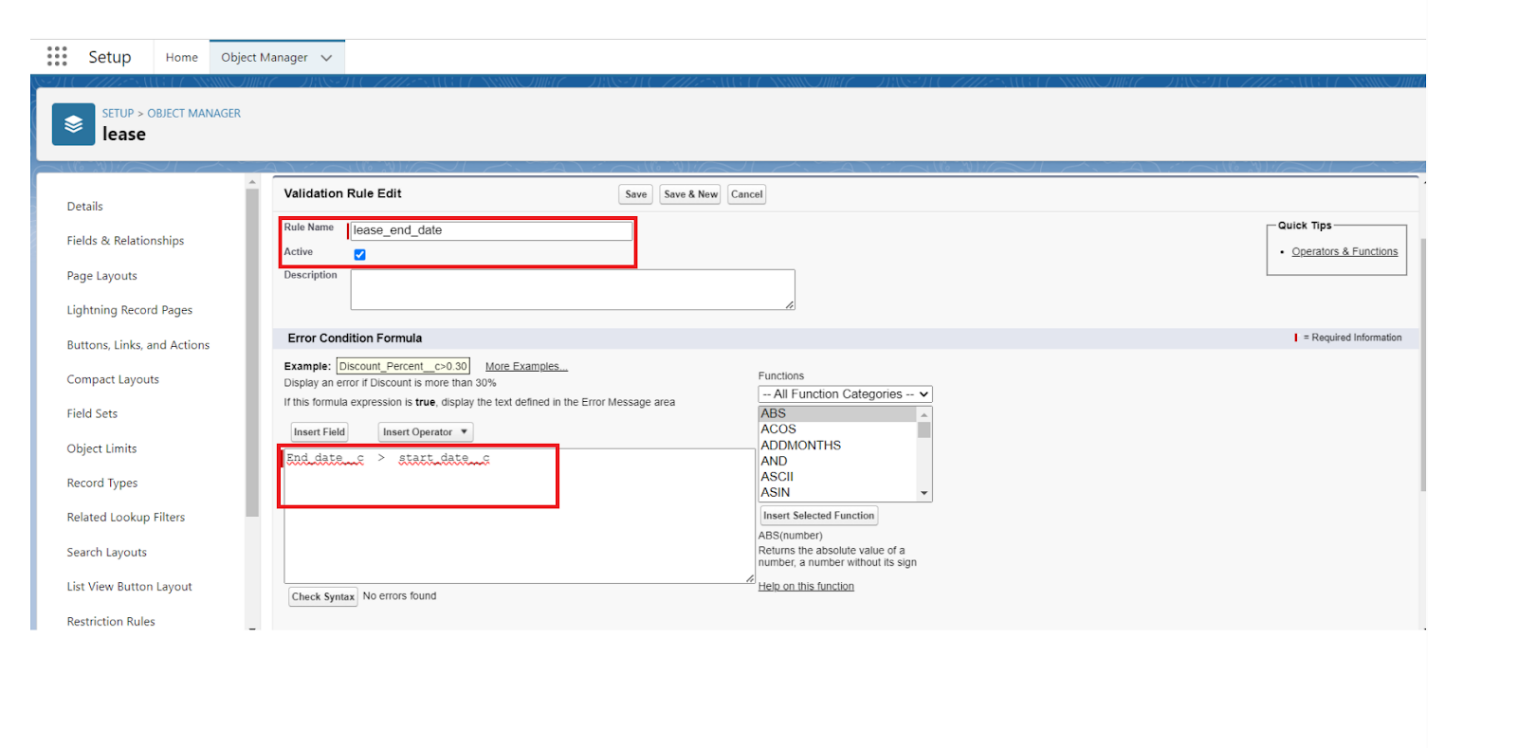 Setup Home Object Manager
SETUP > OBJECT MANAGER
lease
Details
Fields & Relationships
Page Layouts
Lightning Record Pages
Buttons, Links, and Actions
Compact Layouts
Field Sets
Object Limits
Record Types
Related Lookup Filters
Search Layouts
List View Button Layout
Restriction Rules
Validation Rule Edit Save Save & New Cancel
Rule Name lease_end_date
Active
Description
Quick Tips
• Operators & Functions
Error Condition Formula = Required Information
Example: Discount_Percent__c>0.30 More Examples...
Display an error if Discount is more than 30%
If this formula expression is true, display the text defined in the Error Message area
Insert Field Insert Operator
End_date__c > start_date__c
Check Syntax No errors found
Functions
-- All Function Categories --
ABS
ACOS
ADDMONTHS
AND
ASCII
ASIN
Insert Selected Function
ABS(number)
Returns the absolute value of a
number, a number without its sign
Help on this function